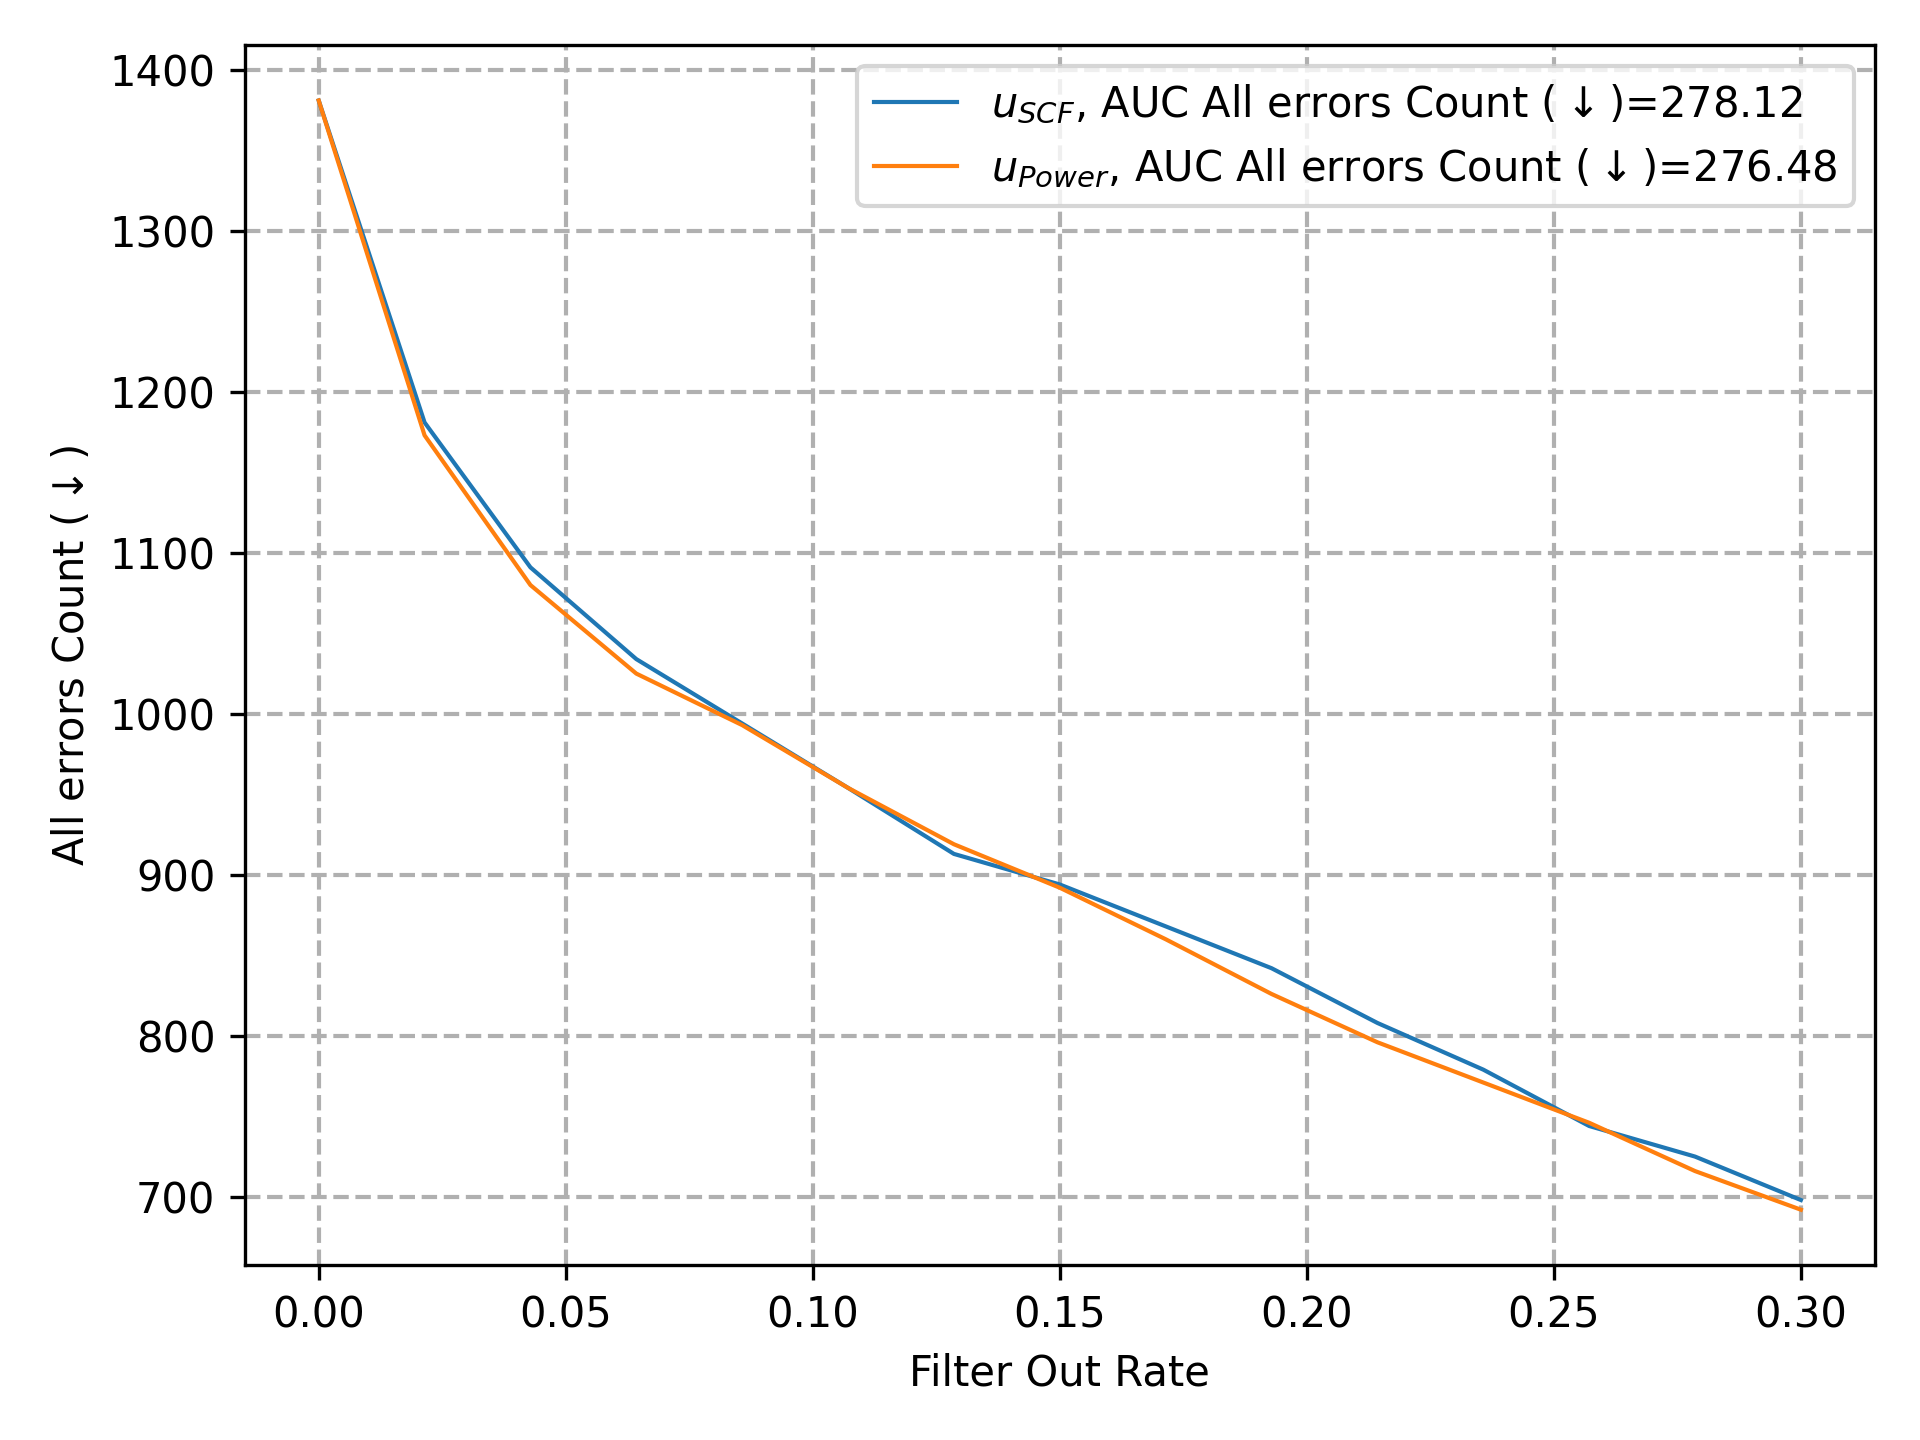 u_SCF, AUC All errors Count (↓)=278.12
u_Power, AUC All errors Count (↓)=276.48
All errors Count (↓)
1400
1300
1200
1100
1000
900
800
700
0.00 0.05 0.10 0.15 0.20 0.25 0.30
Filter Out Rate